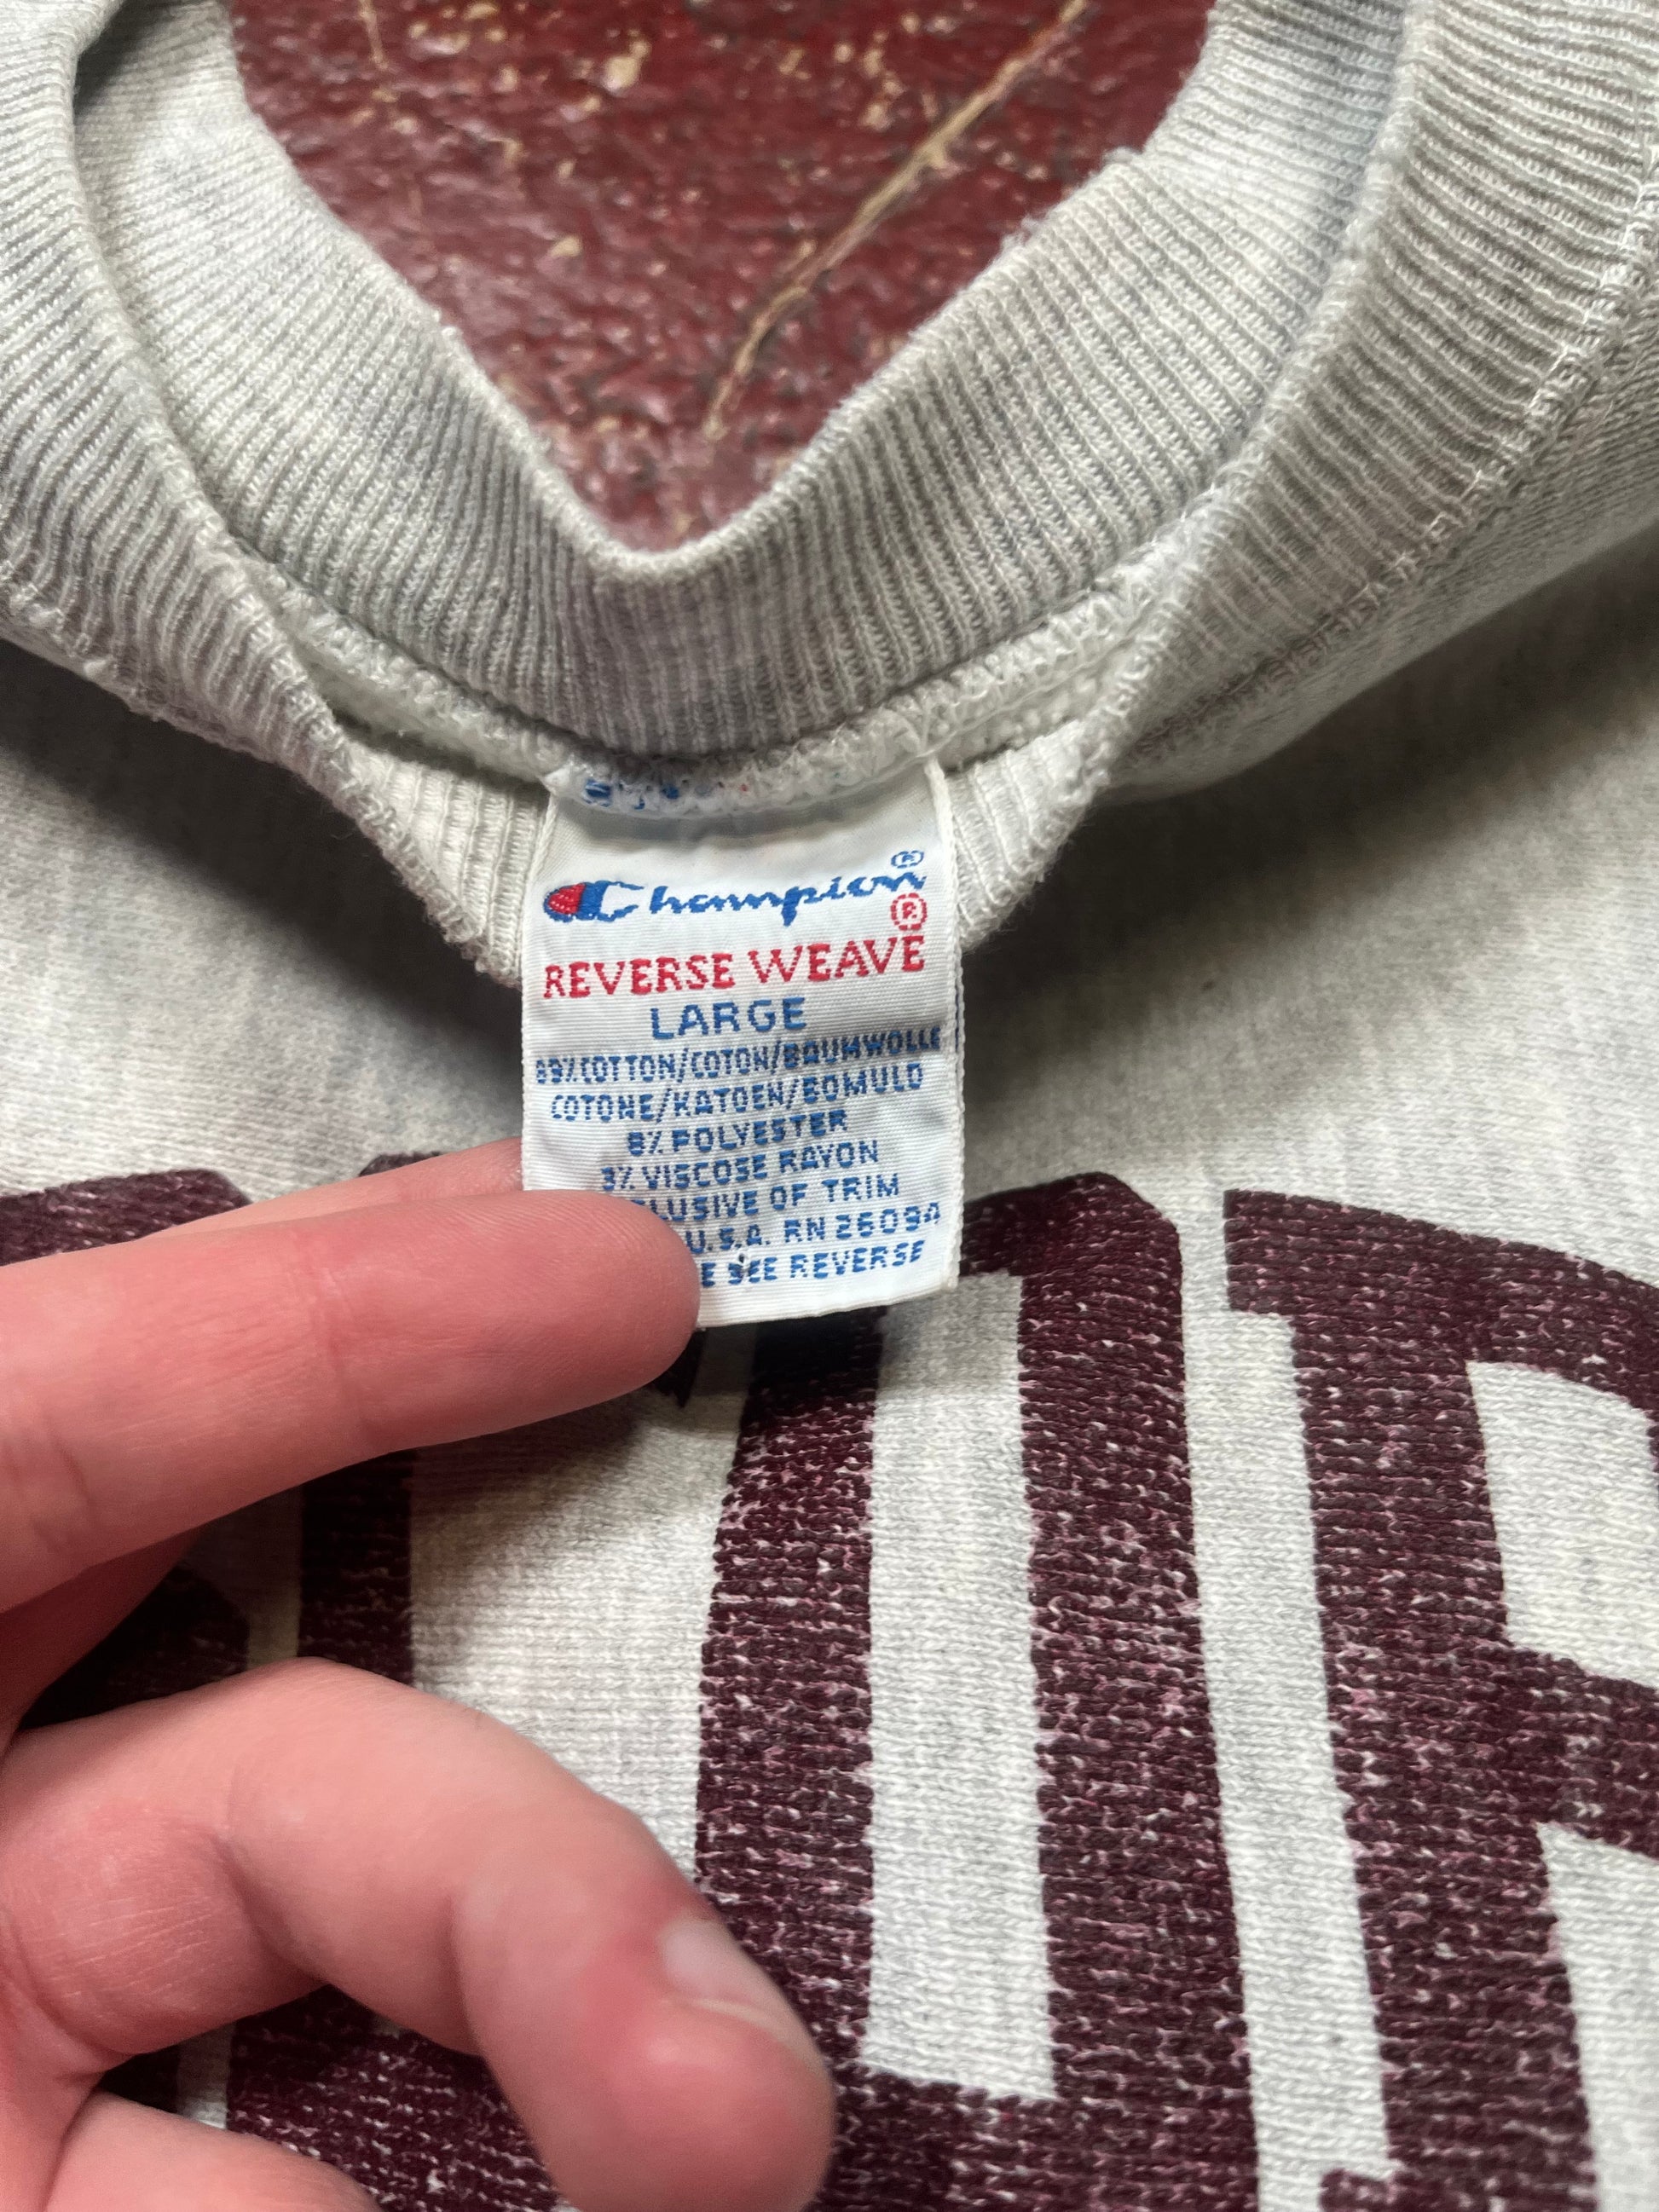 Champion®
®
REVERSE WEAVE
LARGE
89% COTTON/COTON/BAUMWOLLE
COTONE/KATOEN/BOMULD
8% POLYESTER
3% VISCOSE RAYON
LUSIVE OF TRIM
U.S.A. RN 26094
E SEE REVERSE